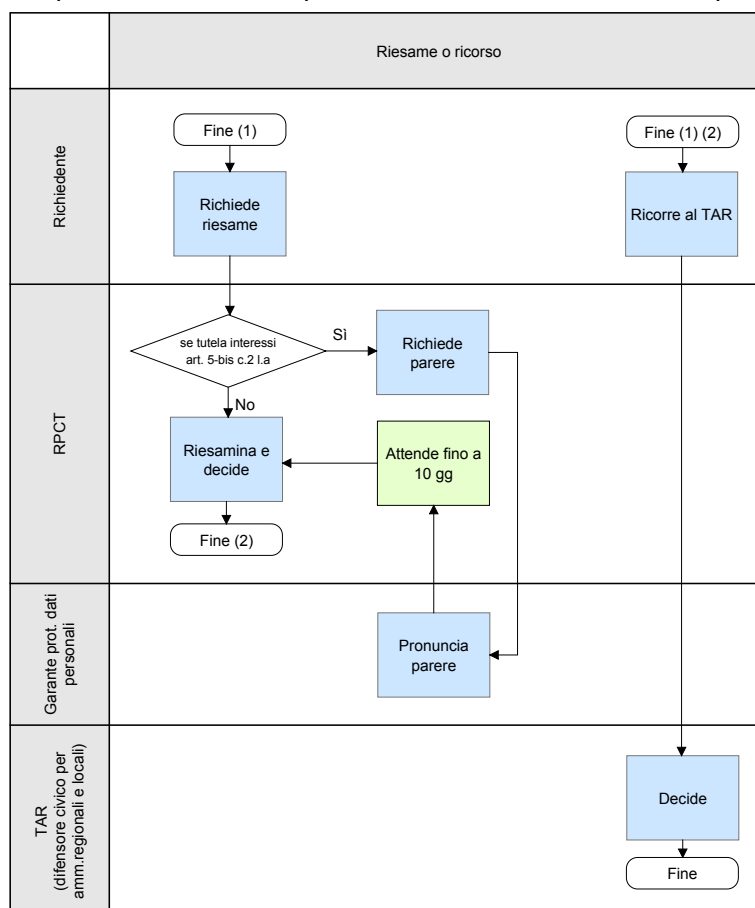 Riesame o ricorso
Richiedente
Fine (1)
Fine (1) (2)
Richiede
riesame
Ricorre al TAR
RPCT
se tutela interessi
art. 5-bis c.2 l.a
Sì
Richiede
parere
No
Riesamina e
decide
Attende fino a
10 gg
Fine (2)
Garante prot. dati
personali
Pronuncia
parere
TAR
(difensore civico per
amm.regionali e locali)
Decide
Fine